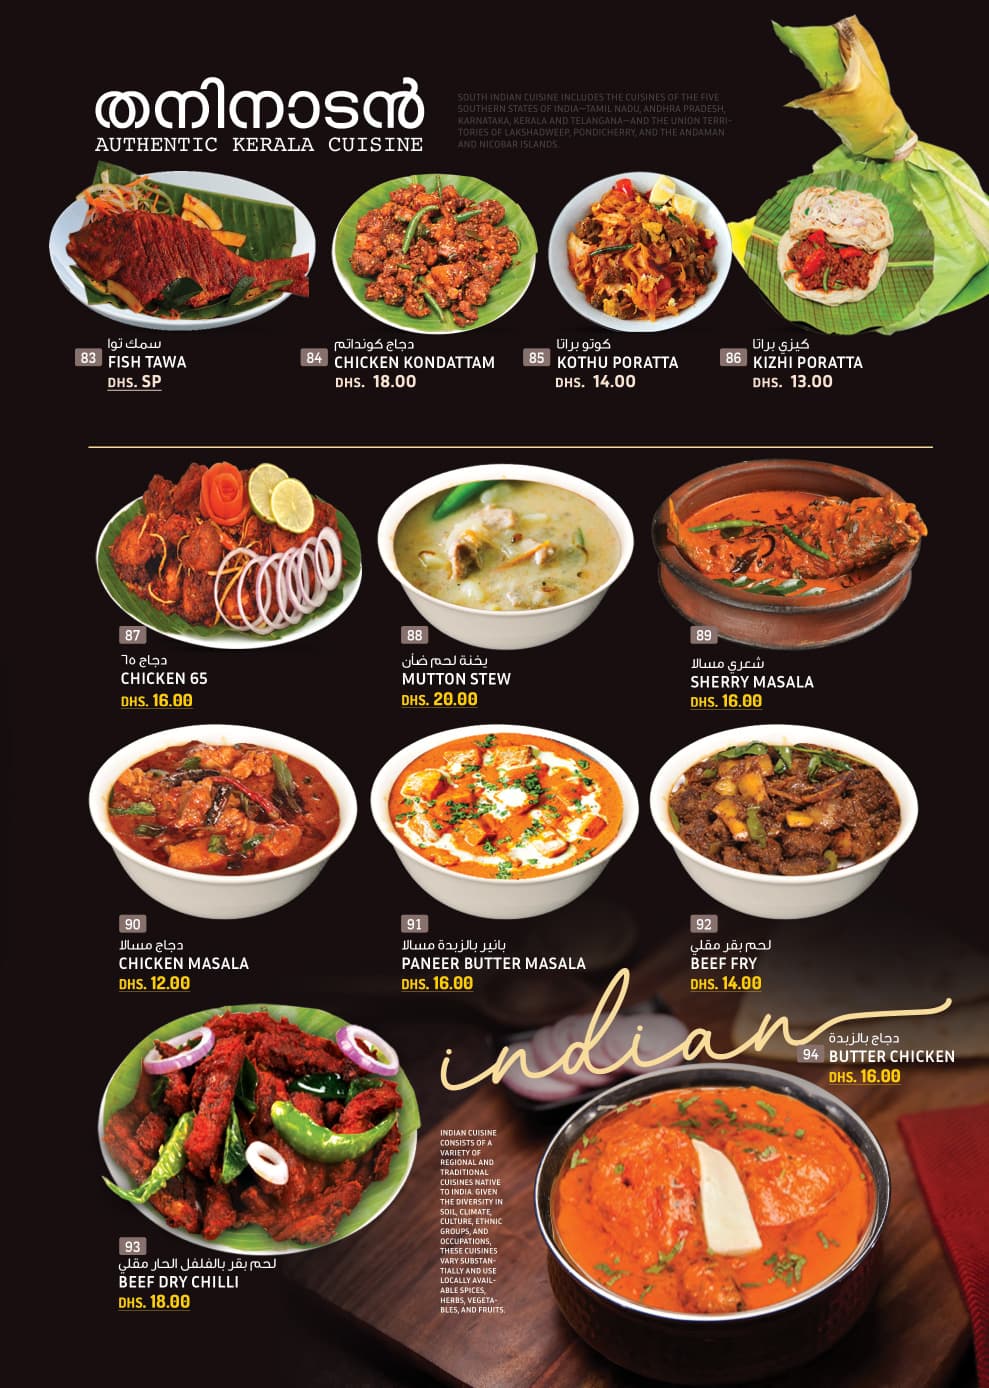 തനിനാടൻ
AUTHENTIC KERALA CUISINE
SOUTH INDIAN CUISINE INCLUDES THE CUISINES OF THE FIVE
SOUTHERN STATES OF INDIA—TAMIL NADU, ANDHRA PRADESH,
KARNATAKA, KERALA AND TELANGANA—AND THE UNION TERRI-
TORIES OF LAKSHADWEEP, PONDICHERRY, AND THE ANDAMAN
AND NICOBAR ISLANDS.
سمك توا
83 FISH TAWA
DHS. SP
دجاج كونداتم
84 CHICKEN KONDATTAM
DHS. 18.00
كوتو براتا
85 KOTHU PORATTA
DHS. 14.00
كيزي براتا
86 KIZHI PORATTA
DHS. 13.00
87
دجاج ٦٥
CHICKEN 65
DHS. 16.00
88
يخنة لحم ضأن
MUTTON STEW
DHS. 20.00
89
شعري مسالا
SHERRY MASALA
DHS. 16.00
90
دجاج مسالا
CHICKEN MASALA
DHS. 12.00
91
بانير بالزبدة مسالا
PANEER BUTTER MASALA
DHS. 16.00
92
لحم بقر مقلي
BEEF FRY
DHS. 14.00
93
لحم بقر بالفلفل الحار مقلي
BEEF DRY CHILLI
DHS. 18.00
indian
دجاج بالزبدة
94 BUTTER CHICKEN
DHS. 16.00
INDIAN CUISINE
CONSISTS OF A
VARIETY OF
REGIONAL AND
TRADITIONAL
CUISINES NATIVE
TO INDIA. GIVEN
THE DIVERSITY IN
SOIL, CLIMATE,
CULTURE, ETHNIC
GROUPS, AND
OCCUPATIONS,
THESE CUISINES
VARY SUBSTAN-
TIALLY AND USE
LOCALLY AVAIL-
ABLE SPICES,
HERBS, VEGETA-
BLES, AND FRUITS.